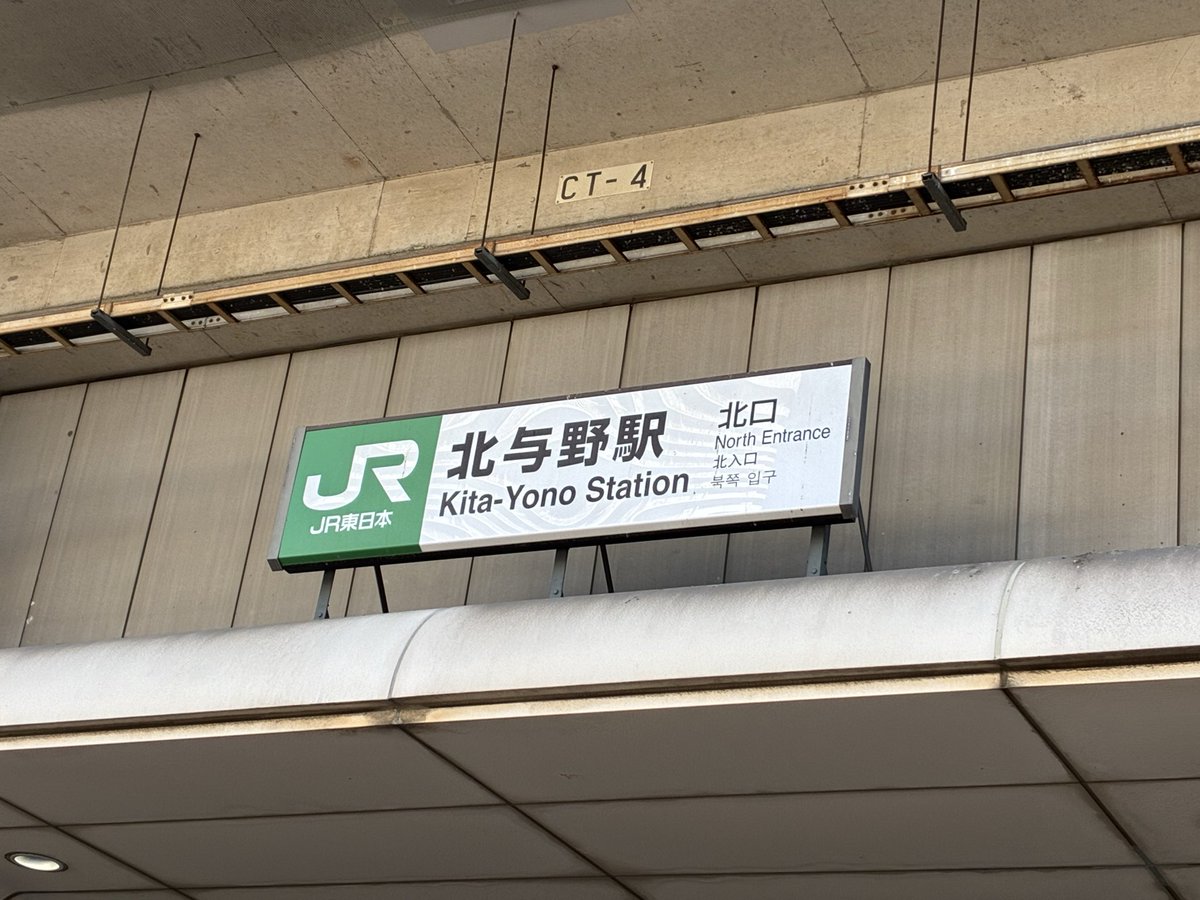 CT-4
JR
JR東日本
北与野駅
Kita-Yono Station
北口
North Entrance
北入口
북쪽 입구